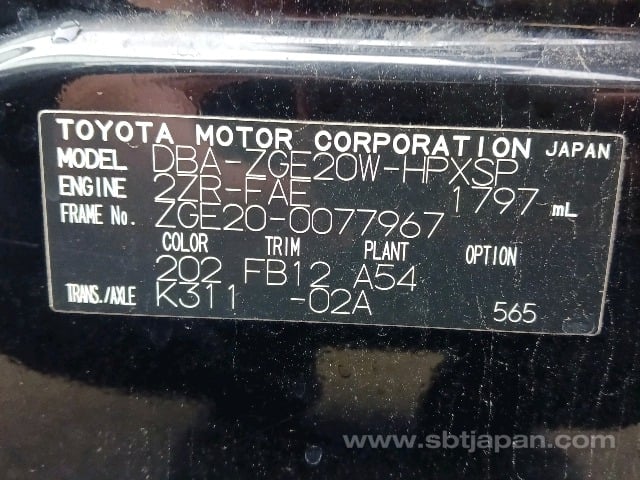 TOYOTA MOTOR CORPORATION JAPAN
MODEL DBA-ZGE20W-HPXSP
ENGINE 2ZR-FAE 1797 mL
FRAME No. ZGE20-0077967
COLOR TRIM PLANT OPTION
202 FB12 A54
TRANS./AXLE K311 -02A 565
www.sbtjapan.com